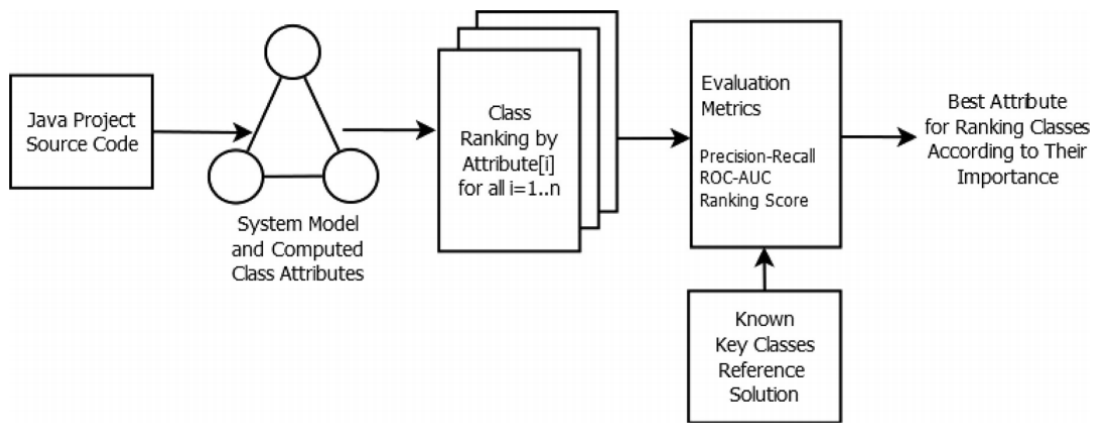 Java Project
Source Code
System Model
and Computed
Class Attributes
Class
Ranking by
Attribute[i]
for all i=1..n
Evaluation
Metrics
Precision-Recall
ROC-AUC
Ranking Score
Known
Key Classes
Reference
Solution
Best Attribute
for Ranking Classes
According to Their
Importance